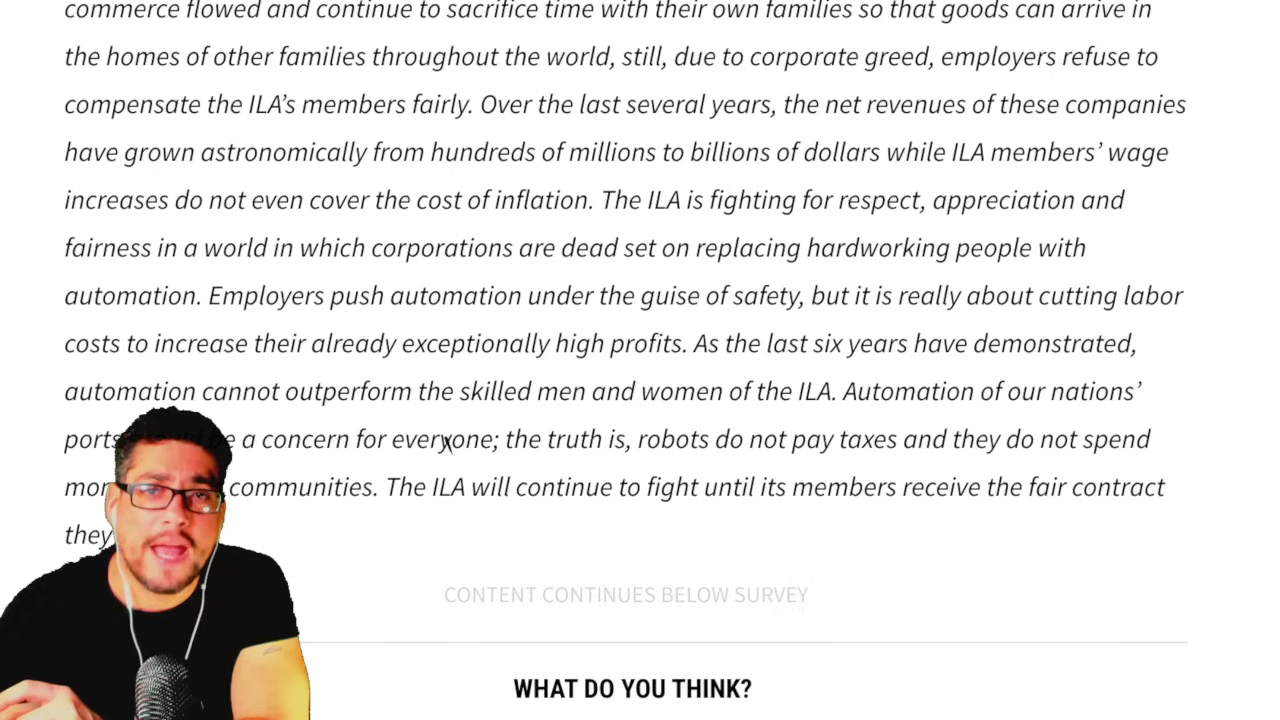 commerce flowed and continue to sacrifice time with their own families so that goods can arrive in
the homes of other families throughout the world, still, due to corporate greed, employers refuse to
compensate the ILA’s members fairly. Over the last several years, the net revenues of these companies
have grown astronomically from hundreds of millions to billions of dollars while ILA members’ wage
increases do not even cover the cost of inflation. The ILA is fighting for respect, appreciation and
fairness in a world in which corporations are dead set on replacing hardworking people with
automation. Employers push automation under the guise of safety, but it is really about cutting labor
costs to increase their already exceptionally high profits. As the last six years have demonstrated,
automation cannot outperform the skilled men and women of the ILA. Automation of our nations’
ports be a concern for everyone; the truth is, robots do not pay taxes and they do not spend
communities. The ILA will continue to fight until its members receive the fair contract
they
CONTENT CONTINUES BELOW SURVEY
WHAT DO YOU THINK?